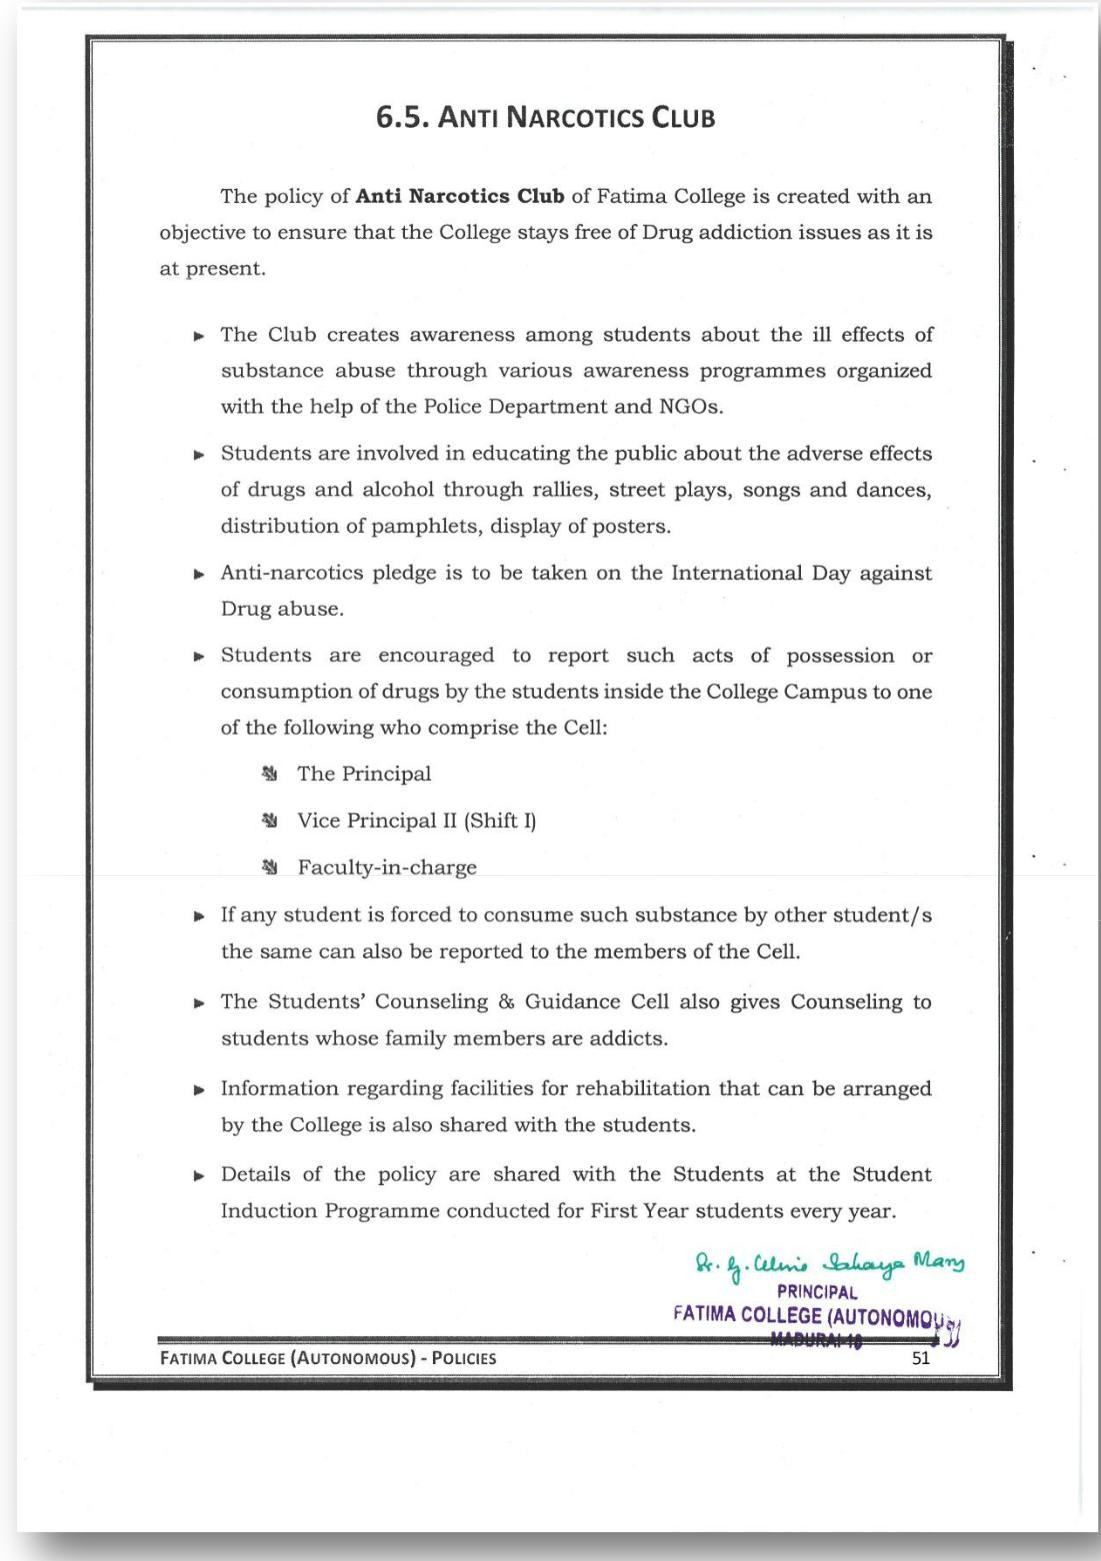 6.5. ANTI NARCOTICS CLUB
The policy of Anti Narcotics Club of Fatima College is created with an
objective to ensure that the College stays free of Drug addiction issues as it is
at present.
► The Club creates awareness among students about the ill effects of
substance abuse through various awareness programmes organized
with the help of the Police Department and NGOs.
► Students are involved in educating the public about the adverse effects
of drugs and alcohol through rallies, street plays, songs and dances,
distribution of pamphlets, display of posters.
► Anti-narcotics pledge is to be taken on the International Day against
Drug abuse.
► Students are encouraged to report such acts of possession or
consumption of drugs by the students inside the College Campus to one
of the following who comprise the Cell:
The Principal
Vice Principal II (Shift I)
Faculty-in-charge
► If any student is forced to consume such substance by other student/s
the same can also be reported to the members of the Cell.
► The Students' Counseling & Guidance Cell also gives Counseling to
students whose family members are addicts.
► Information regarding facilities for rehabilitation that can be arranged
by the College is also shared with the students.
► Details of the policy are shared with the Students at the Student
Induction Programme conducted for First Year students every year.
Sr. G. Celine Sahaya Mary
PRINCIPAL
FATIMA COLLEGE (AUTONOMOUS)
MADURAI-18
FATIMA COLLEGE (AUTONOMOUS) - POLICIES 51